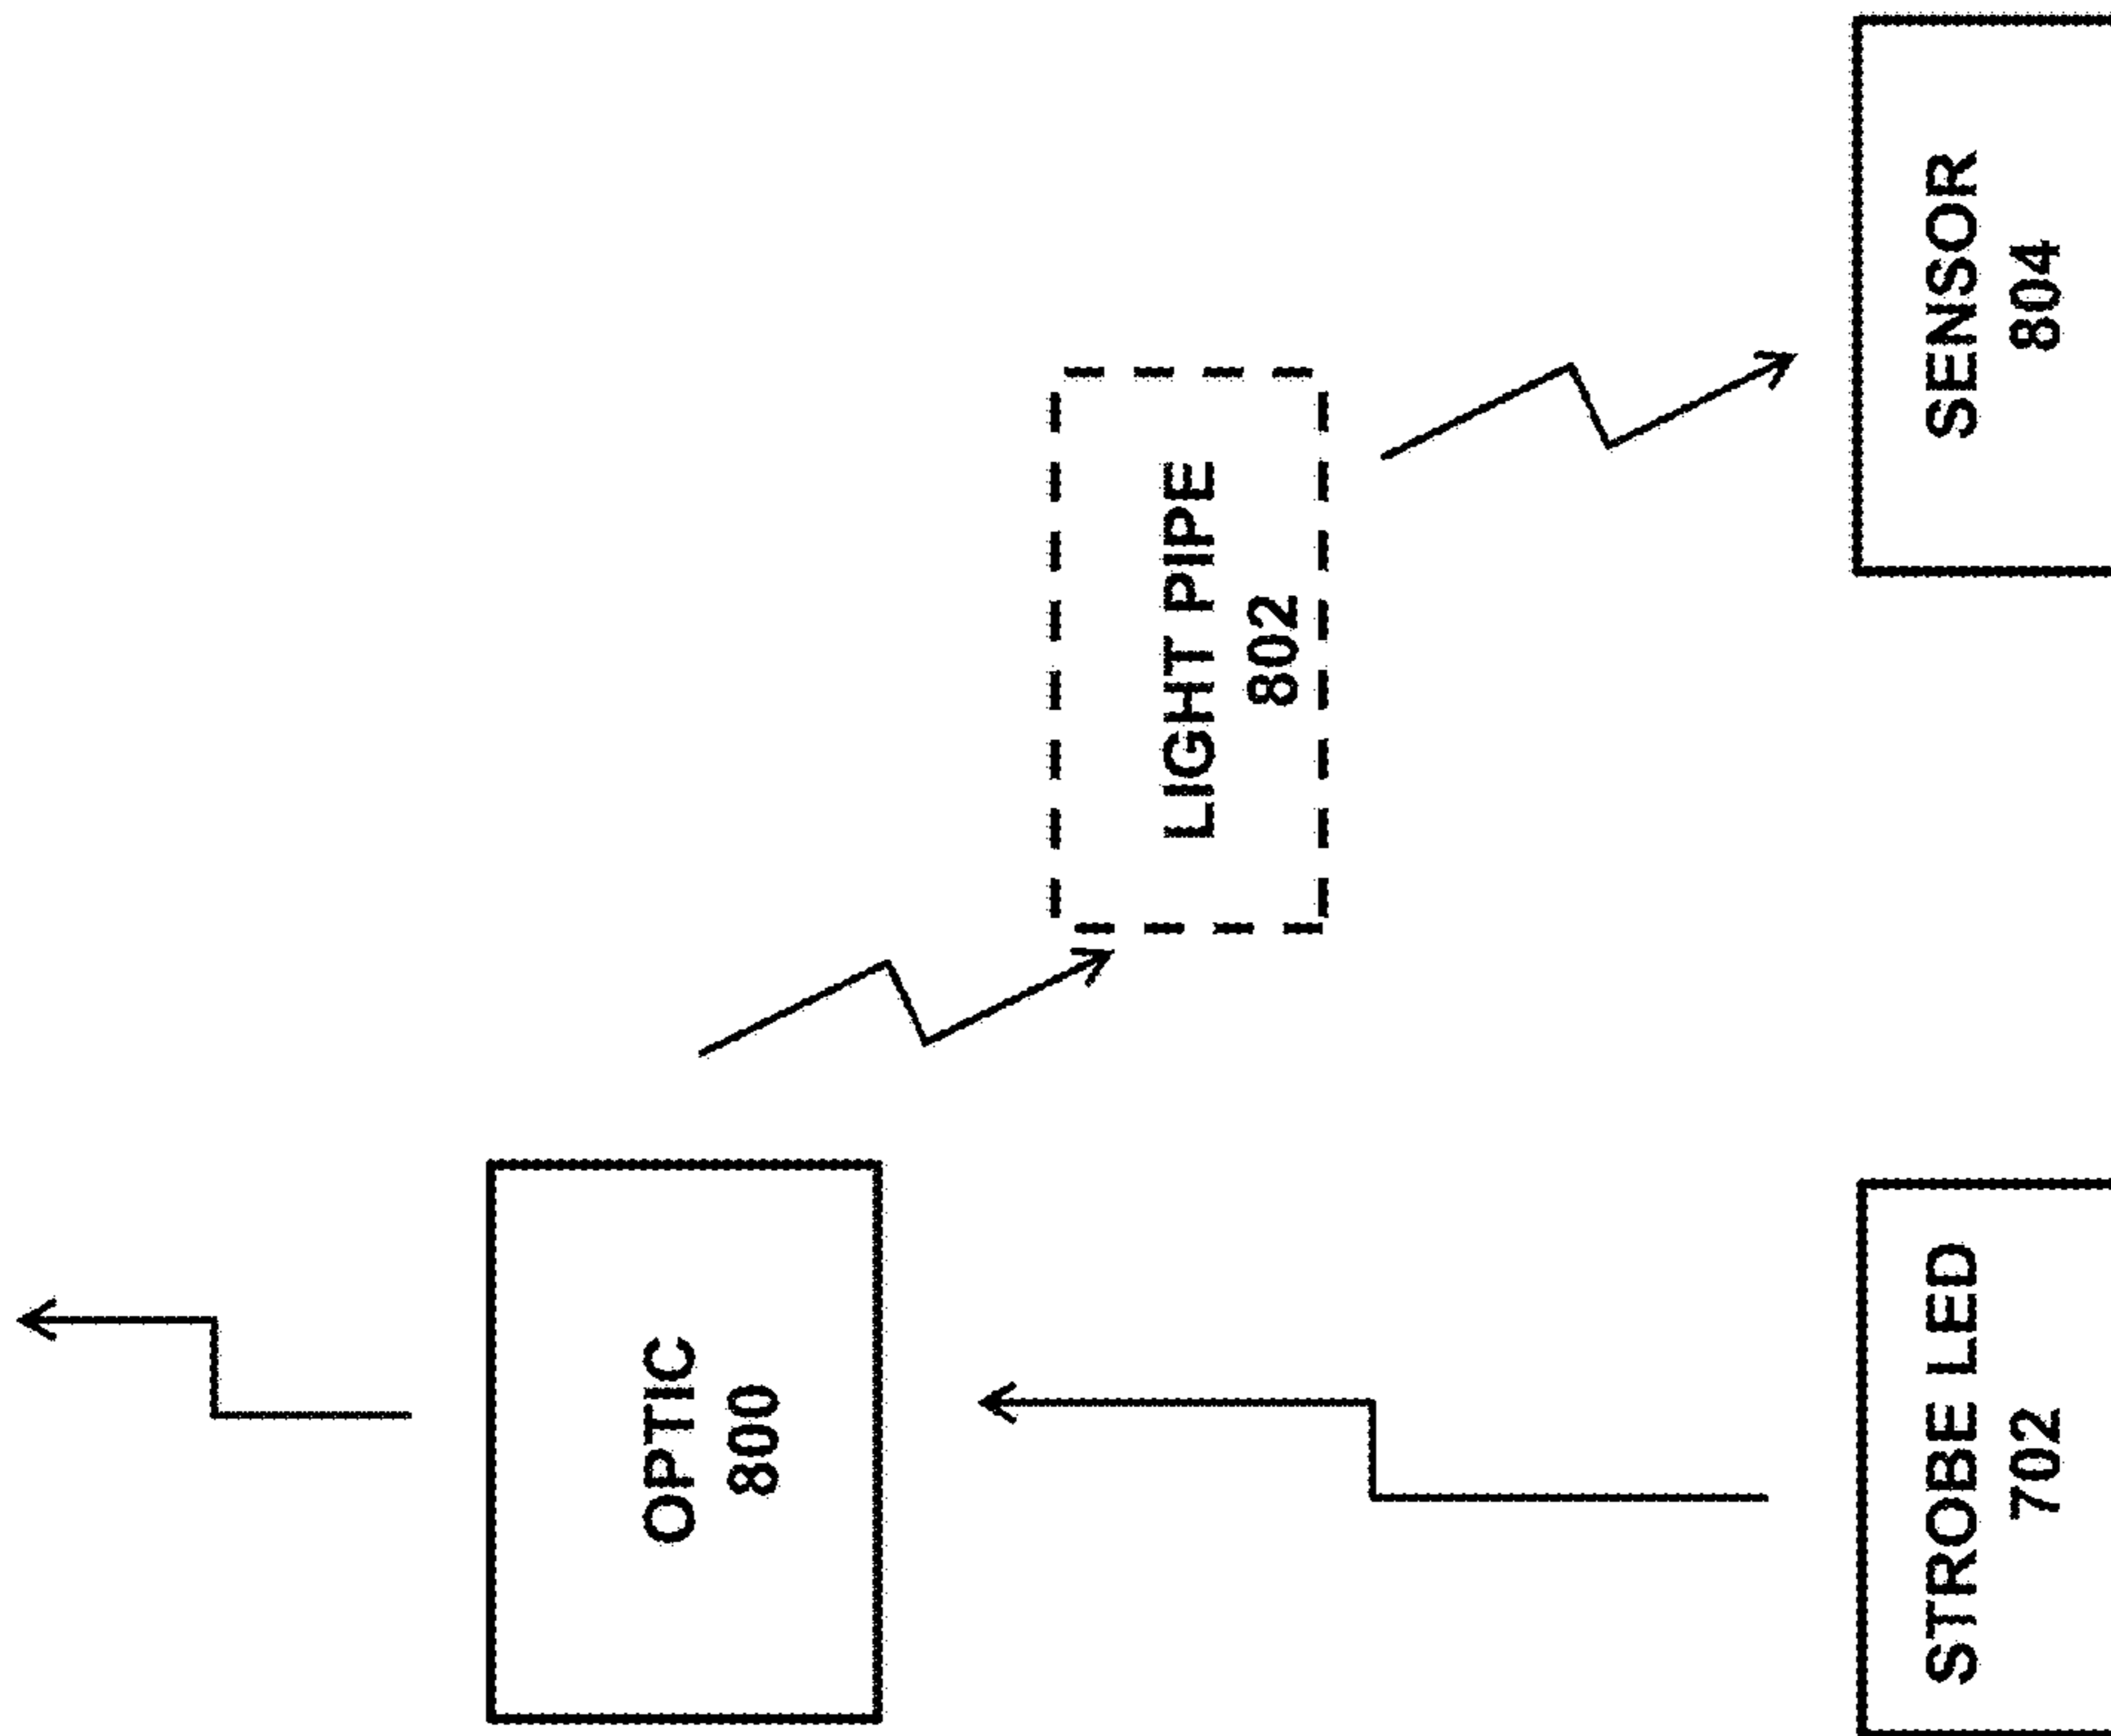 OPTIC
800
LIGHT PIPE
802
STROBE LED
702
SENSOR
804